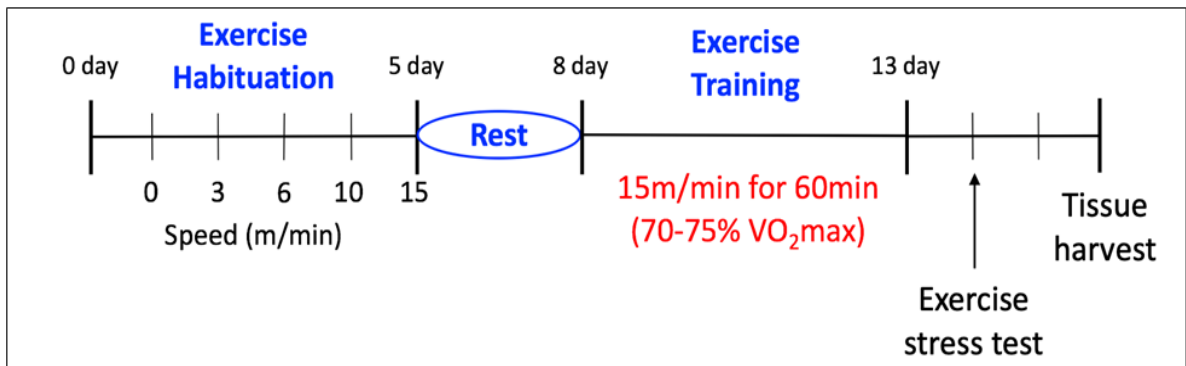 Exercise
Habituation
Exercise
Training
0 day
5 day
8 day
13 day
Rest
0 3 6 10 15
Speed (m/min)
15m/min for 60min
(70-75% VO₂max)
Tissue
harvest
Exercise
stress test